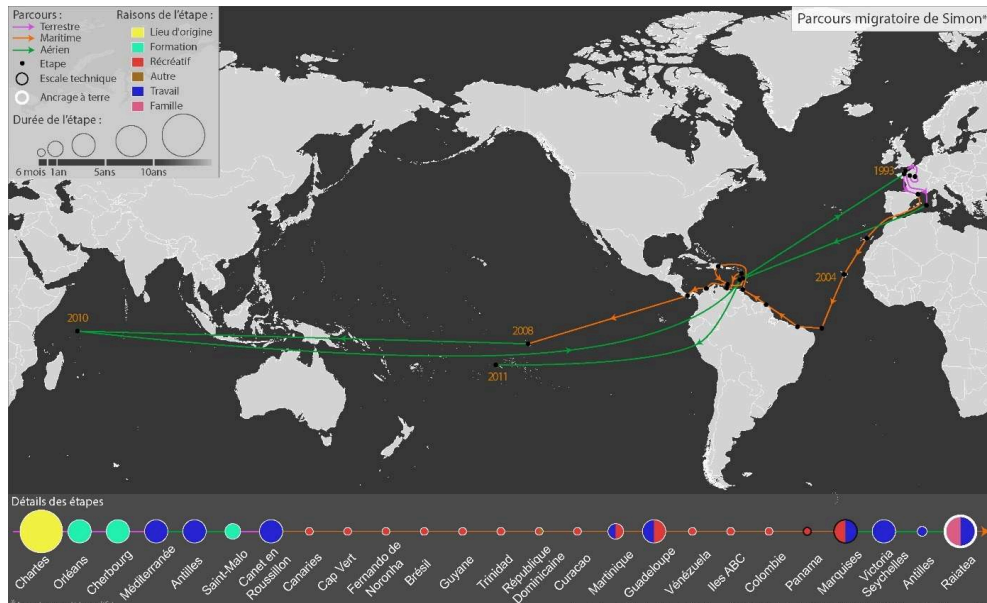 Parcours migratoire de Simon*
Parcours :
Terrestre
Maritime
Aérien
Etape
Escale technique
Ancrage à terre
Raisons de l'étape :
Lieu d'origine
Formation
Récréatif
Autre
Travail
Famille
Durée de l'étape :
6 mois 1an 5ans 10ans
1993
2004
2010
2008
2011
Détails des étapes
Chartes
Orléans
Cherbourg
Méditerranée
Antilles
Saint-Malo
Canet en
Roussillon
Canaries
Cap Vert
Fernando de
Noronha
Brésil
Guyane
Trinidad
République
Dominicaine
Curacao
Martinique
Guadeloupe
Vénézuela
Iles ABC
Colombie
Panama
Marquises
Victoria
Seychelles
Antilles
Raiatea